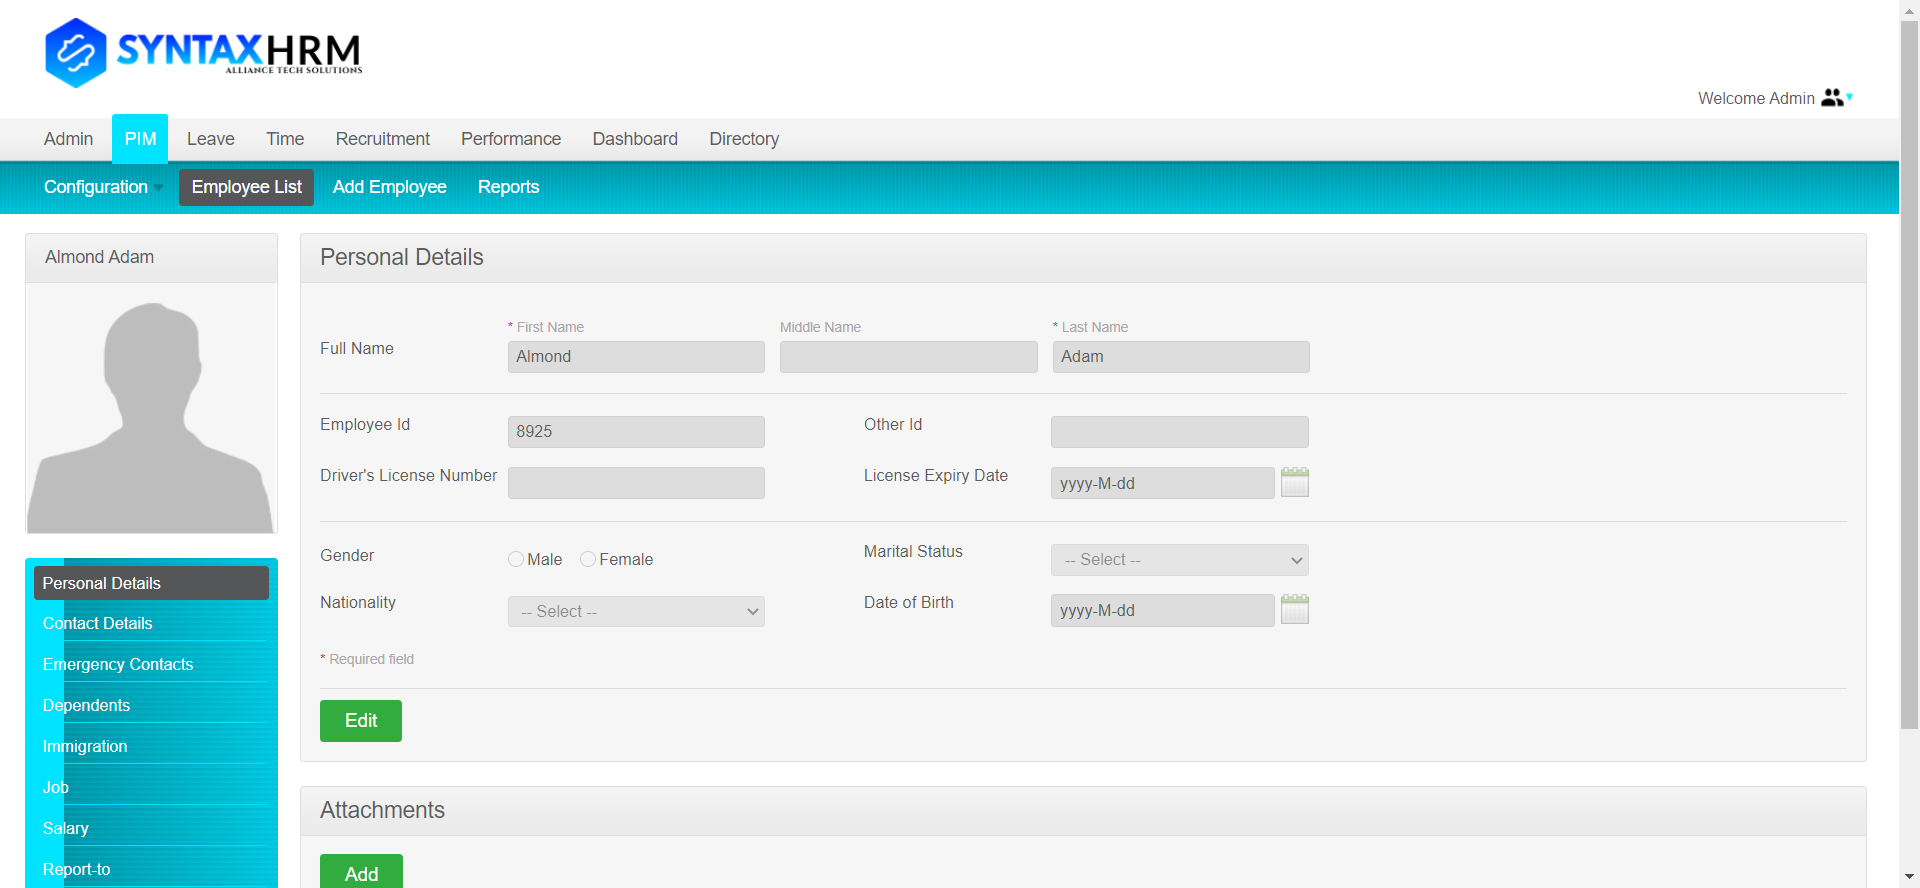 SYNTAXHRM
ALLIANCE TECH SOLUTIONS
Welcome Admin
Admin PIM Leave Time Recruitment Performance Dashboard Directory
Configuration Employee List Add Employee Reports
Almond Adam
Personal Details
Contact Details
Emergency Contacts
Dependents
Immigration
Job
Salary
Report-to
Personal Details
* First Name Middle Name * Last Name
Full Name Almond Adam
Employee Id 8925 Other Id
Driver's License Number License Expiry Date yyyy-M-dd
Gender Male Female Marital Status -- Select --
Nationality -- Select -- Date of Birth yyyy-M-dd
* Required field
Edit
Attachments
Add